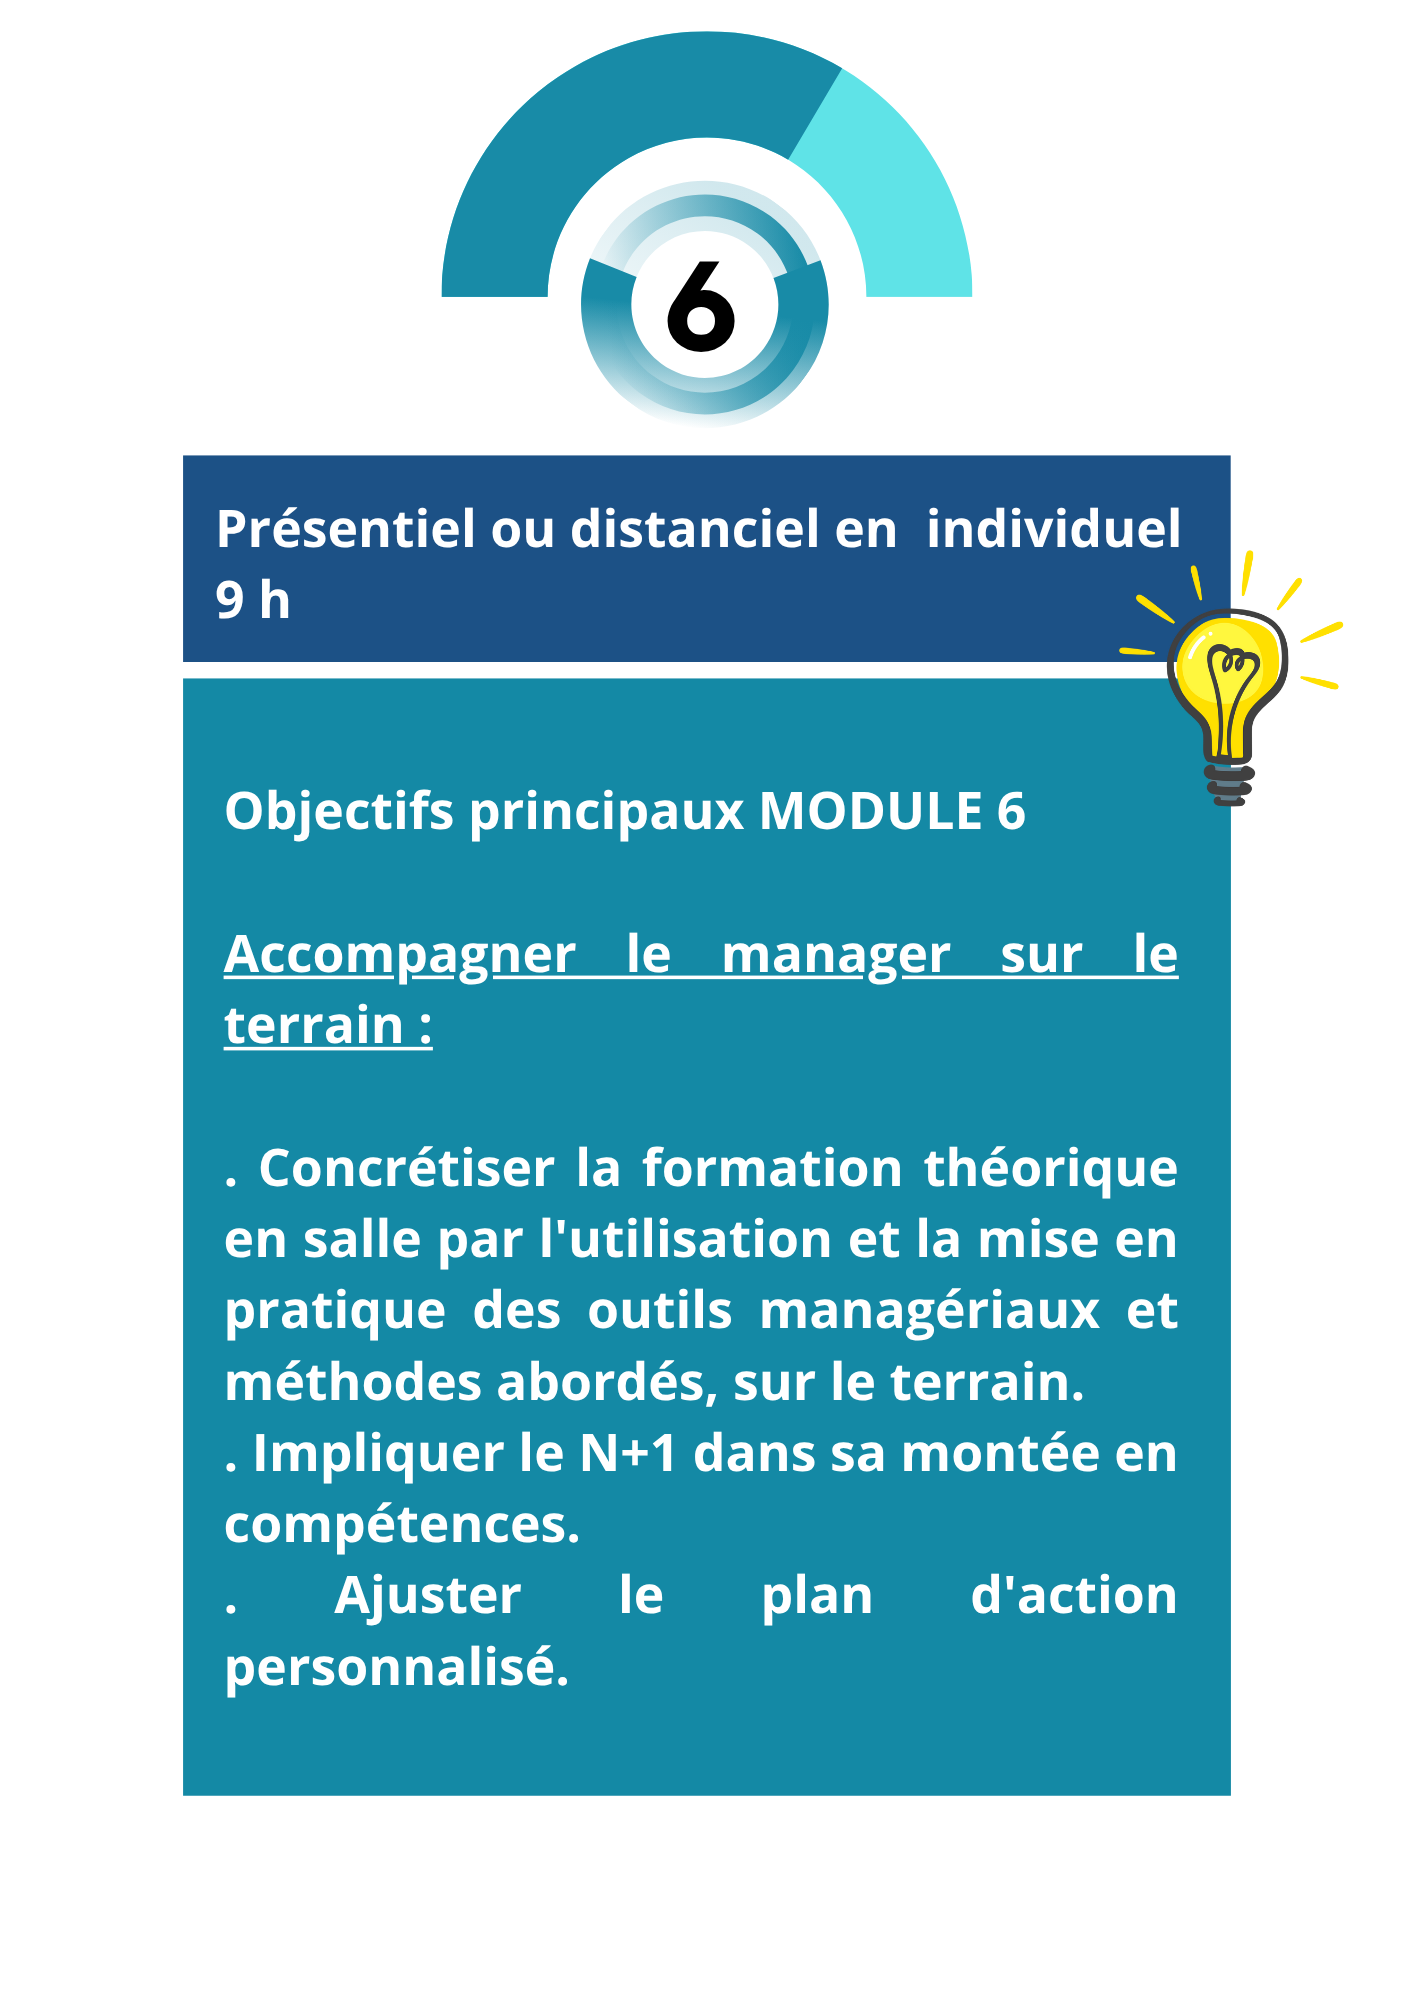 6
Présentiel ou distanciel en individuel
9 h
Objectifs principaux MODULE 6
Accompagner le manager sur le
terrain :
. Concrétiser la formation théorique
en salle par l'utilisation et la mise en
pratique des outils managériaux et
méthodes abordés, sur le terrain.
. Impliquer le N+1 dans sa montée en
compétences.
. Ajuster le plan d'action
personnalisé.